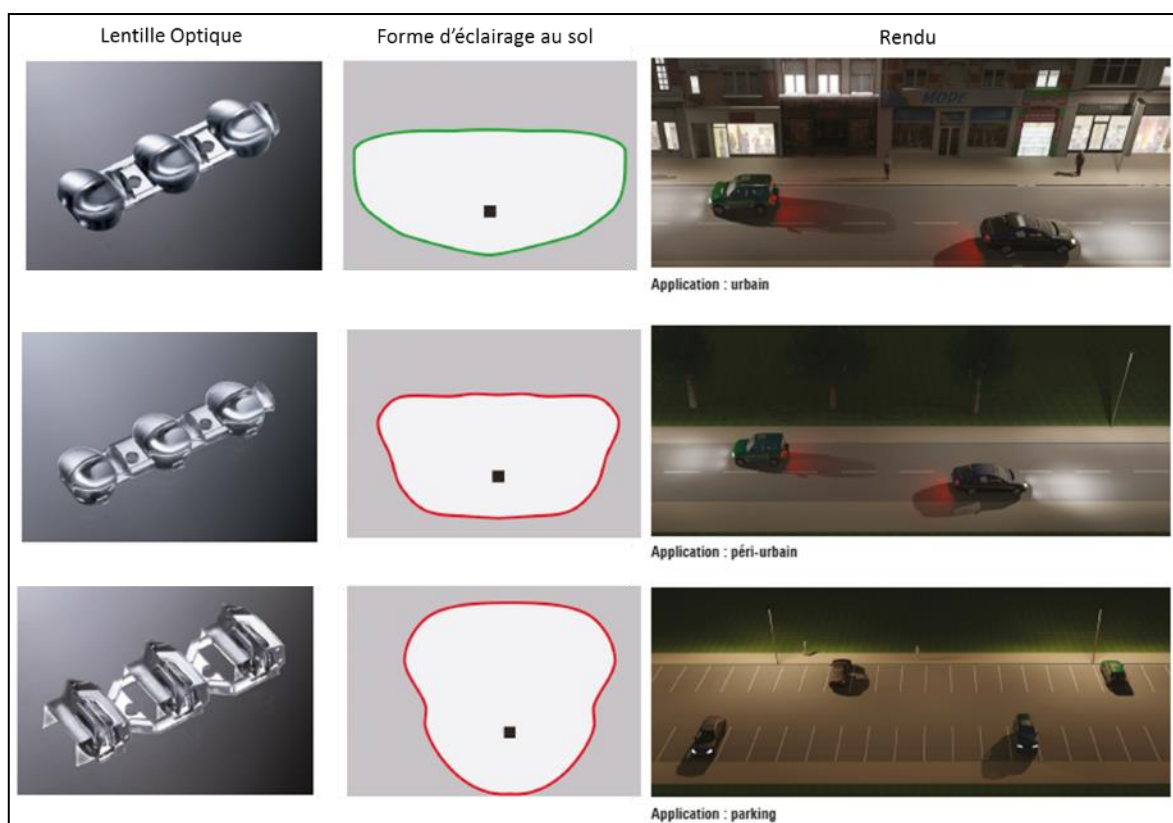 Lentille Optique
Forme d'éclairage au sol
Rendu
MODE
Application : urbain
Application : péri-urbain
Application : parking